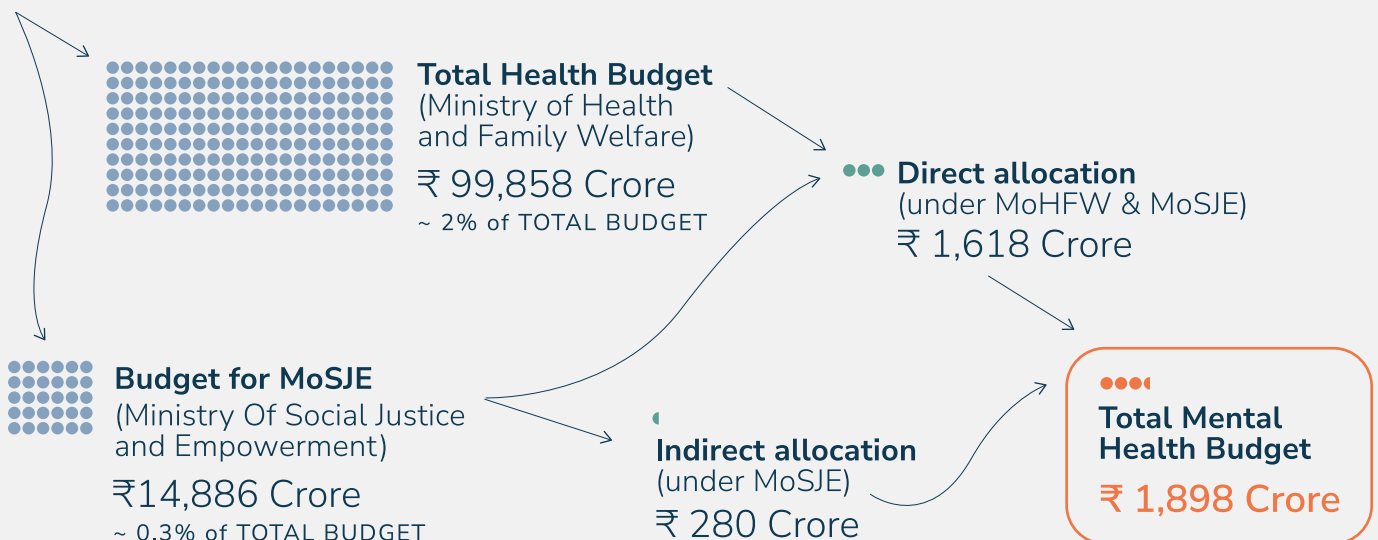 Total Health Budget
(Ministry of Health
and Family Welfare)
₹ 99,858 Crore
~ 2% of TOTAL BUDGET
Direct allocation
(under MoHFW & MoSJE)
₹ 1,618 Crore
Budget for MoSJE
(Ministry Of Social Justice
and Empowerment)
₹14,886 Crore
~ 0.3% of TOTAL BUDGET
Indirect allocation
(under MoSJE)
₹ 280 Crore
Total Mental
Health Budget
₹ 1,898 Crore